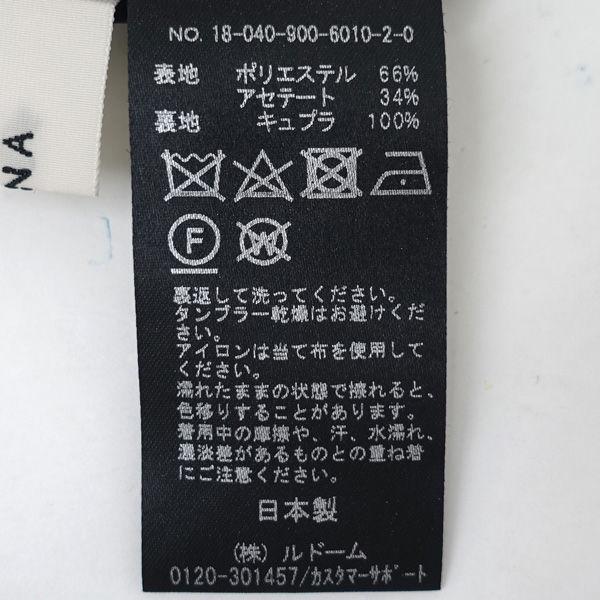 NO. 18-040-900-6010-2-0
表地 ポリエステル 66%
アセテート 34%
裏地 キュプラ 100%
F W
裏返して洗ってください。
タンブラー乾燥はお避けくだ
さい。
アイロンは当て布を使用して
ください。
濡れたままの状態で擦れると、
色移りすることがあります。
着用中の摩擦や、汗、水濡れ、
濃淡差があるものとの重ね着
にご注意ください。
日本製
(株) ルドーム
0120-301457/カスタマーサポート
NA